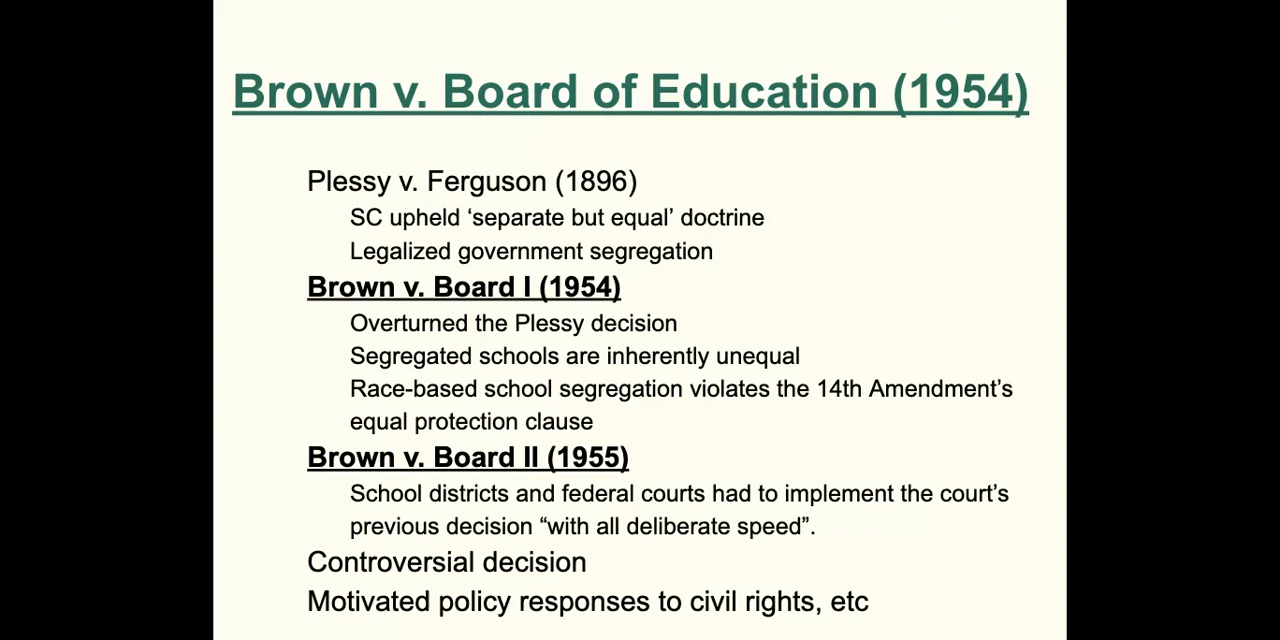 Brown v. Board of Education (1954)
Plessy v. Ferguson (1896)
SC upheld ‘separate but equal’ doctrine
Legalized government segregation
Brown v. Board I (1954)
Overturned the Plessy decision
Segregated schools are inherently unequal
Race-based school segregation violates the 14th Amendment’s
equal protection clause
Brown v. Board II (1955)
School districts and federal courts had to implement the court’s
previous decision “with all deliberate speed”.
Controversial decision
Motivated policy responses to civil rights, etc